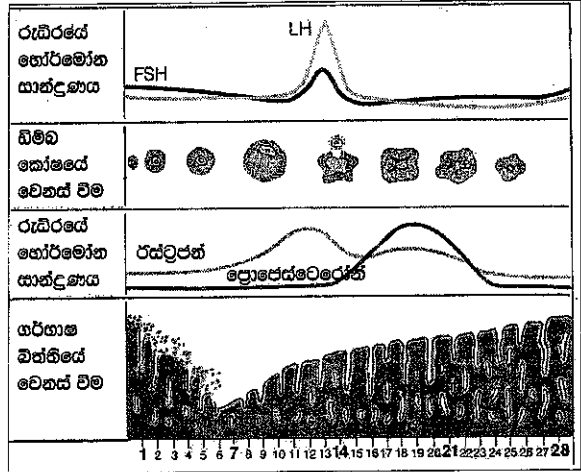 රුධිරයේ
හෝර්මෝන
සාන්ද්‍රණය
FSH
LH
ඩිම්බ
කෝෂයේ
වෙනස් වීම
රුධිරයේ
හෝර්මෝන
සාන්ද්‍රණය
ඊස්ට්‍රජන්
ප්‍රොජෙස්ටෙරෝන්
ගර්භාෂ
බිත්තියේ
වෙනස් වීම
1 2 3 4 5 6 7 8 9 10 11 12 13 14 15 16 17 18 19 20 21 22 23 24 25 26 27 28